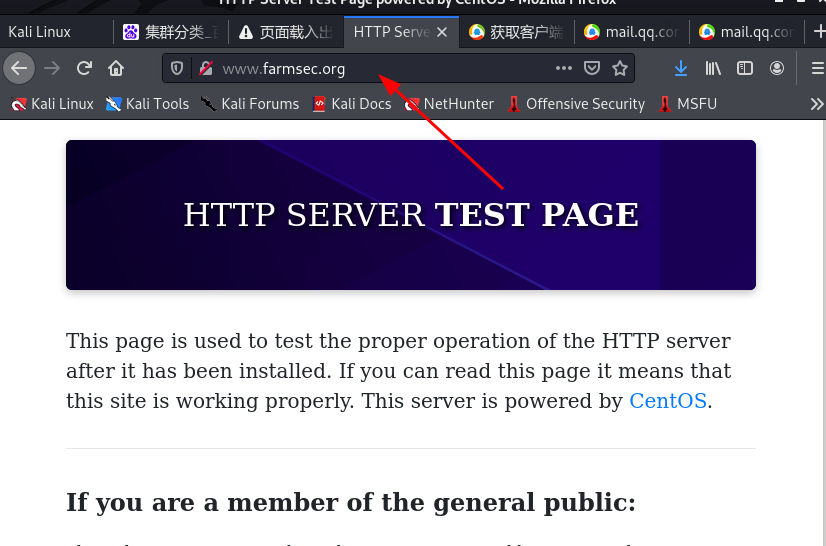 HTTP Server Test Page powered by CentOS - Mozilla Firefox
Kali Linux 集群分类_ 页面载入出 HTTP Serve 获取客户端 mail.qq.co mail.qq.co
www.farmsec.org
Kali Linux Kali Tools Kali Forums Kali Docs NetHunter Offensive Security MSFU
HTTP SERVER TEST PAGE
This page is used to test the proper operation of the HTTP server
after it has been installed. If you can read this page it means that
this site is working properly. This server is powered by CentOS.
If you are a member of the general public: